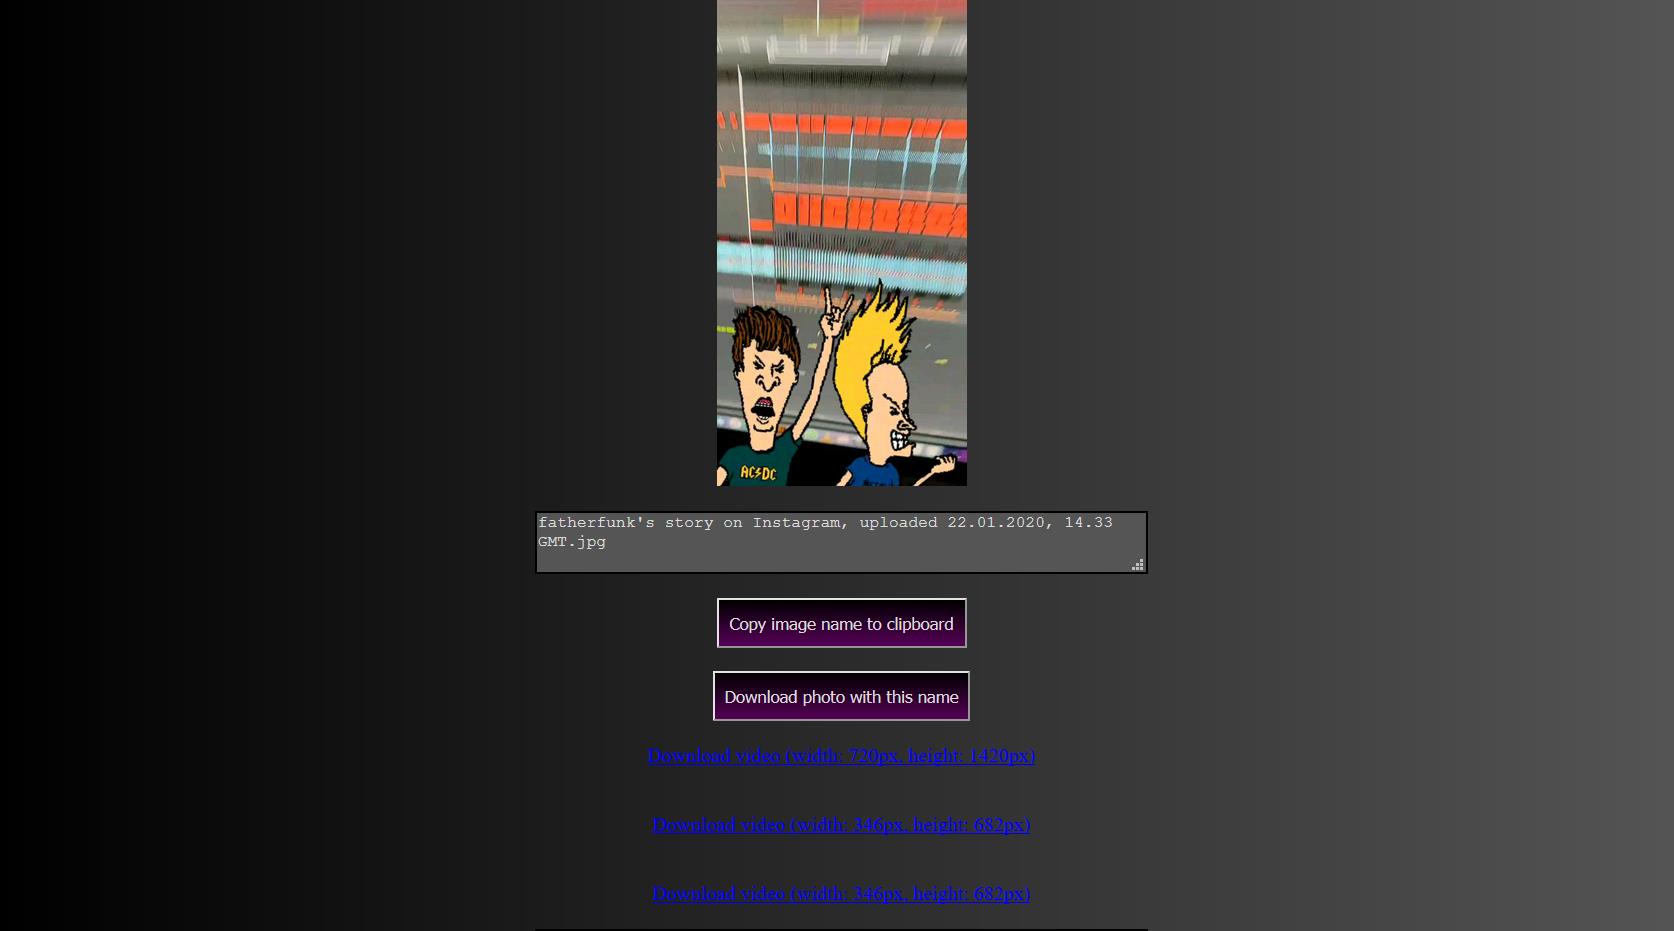 AC⚡DC
fatherfunk's story on Instagram, uploaded 22.01.2020, 14.33
GMT.jpg
Copy image name to clipboard
Download photo with this name
Download video (width: 720px, height: 1420px)
Download video (width: 346px, height: 682px)
Download video (width: 346px, height: 682px)